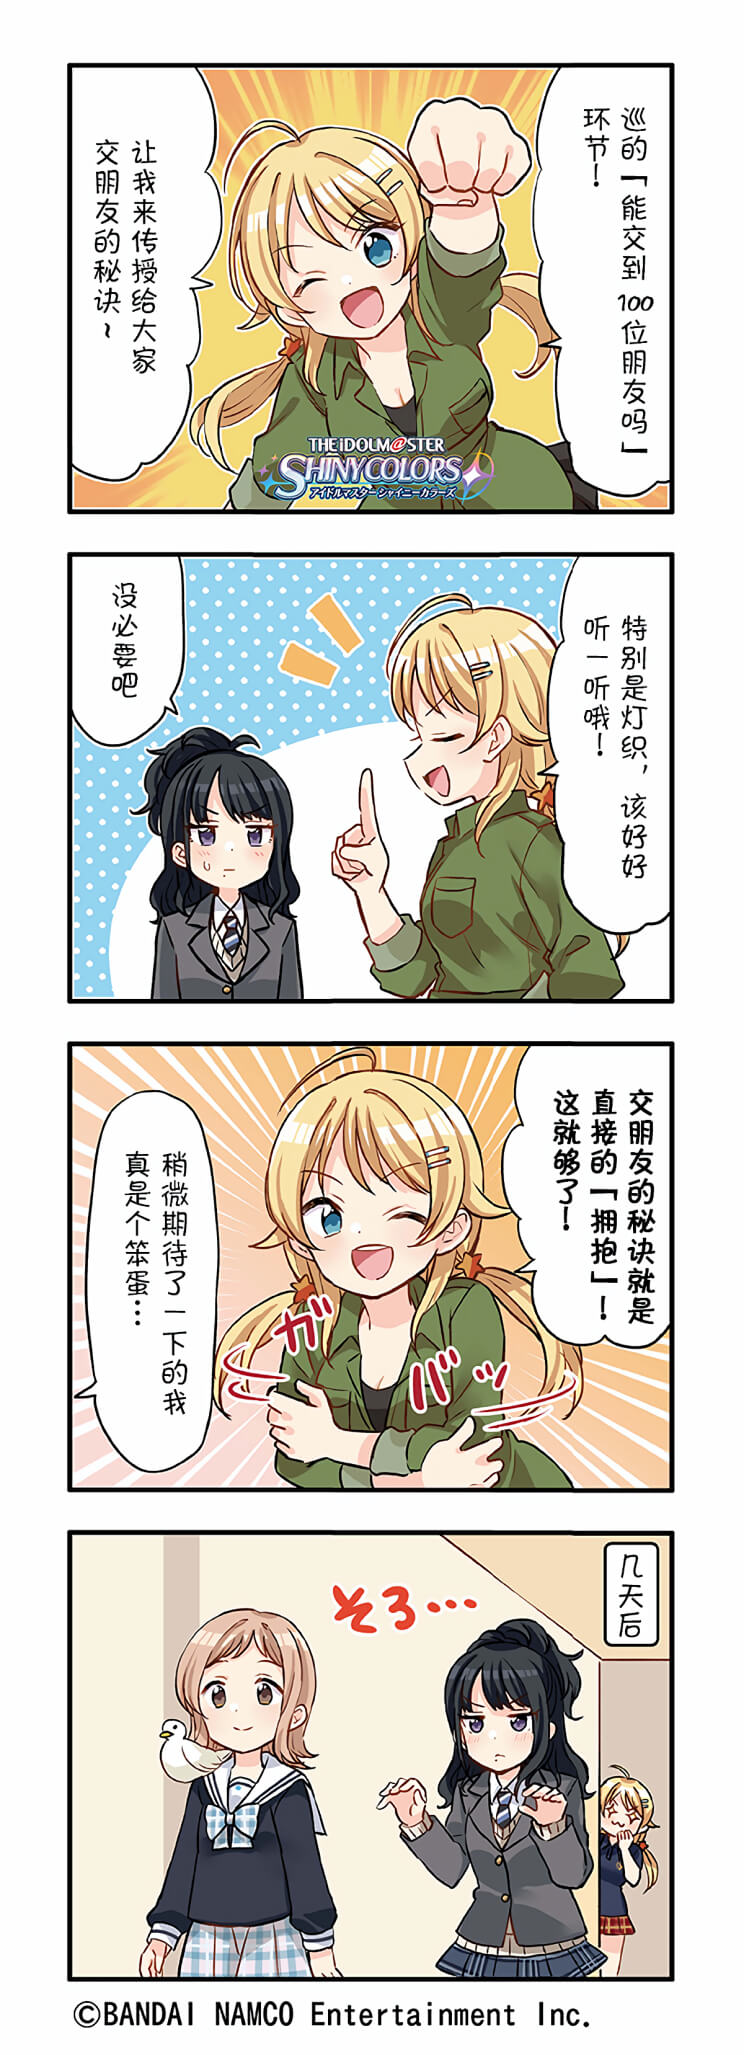 巡的「能交到100位朋友吗」
环节！
让我来传授给大家
交朋友的秘诀~
THE iDOLM@STER
SHINYCOLORS
アイドルマスター シャイニーカラーズ
特别是灯织，该好好
听一听哦！
没必要吧
交朋友的秘诀就是
直接的「拥抱」！
这就够了！
ガバッ
稍微期待了一下的我
真是个笨蛋…
几天后
そろ…
©BANDAI NAMCO Entertainment Inc.